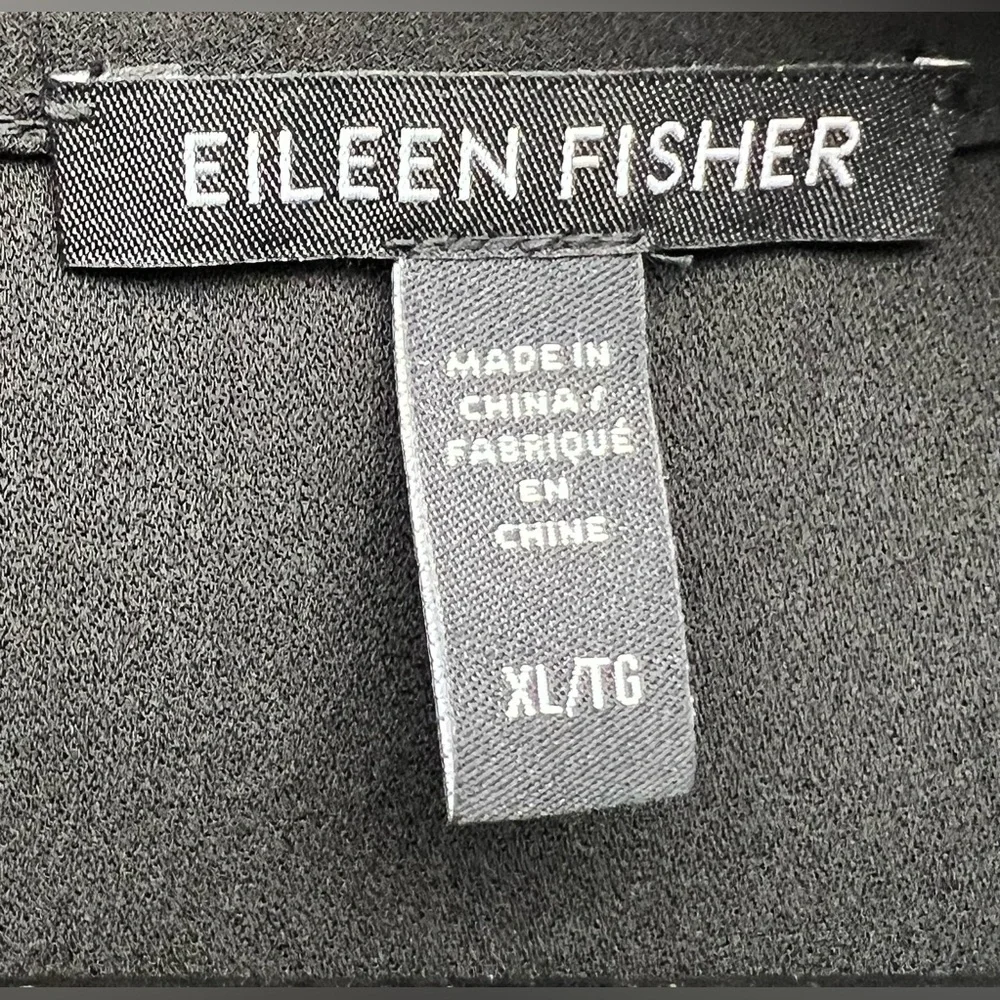 EILEEN FISHER
MADE IN
CHINA/
FABRIQUÉ
EN
CHINE
XL/TG